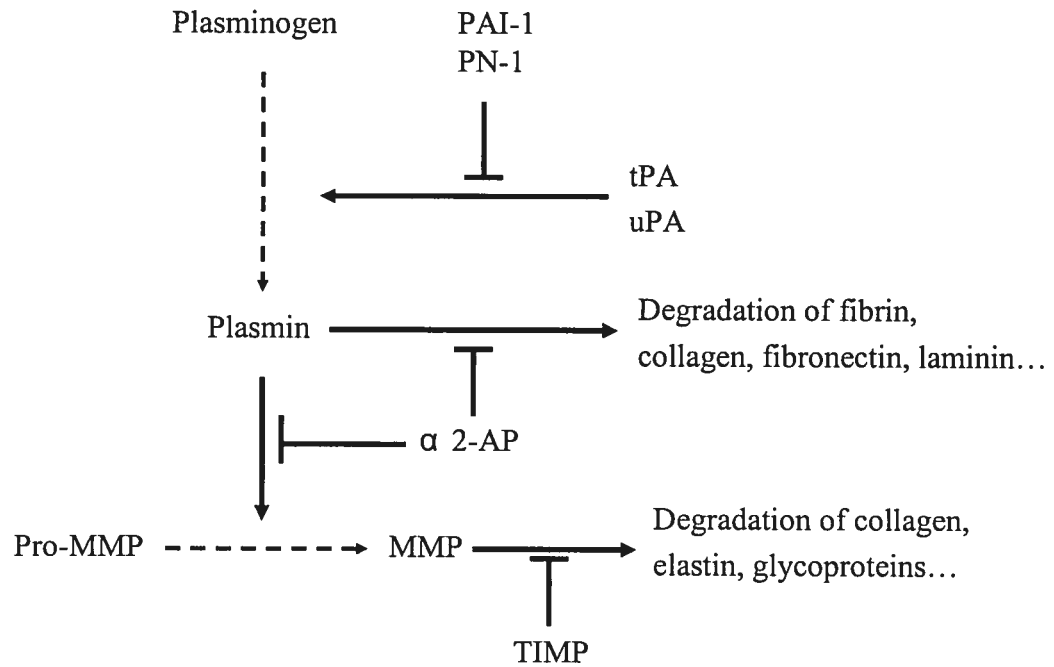 Plasminogen
PAI-1
PN-1
tPA
uPA
Plasmin
Degradation of fibrin,
collagen, fibronectin, laminin…
α 2-AP
Pro-MMP
MMP
Degradation of collagen,
elastin, glycoproteins…
TIMP